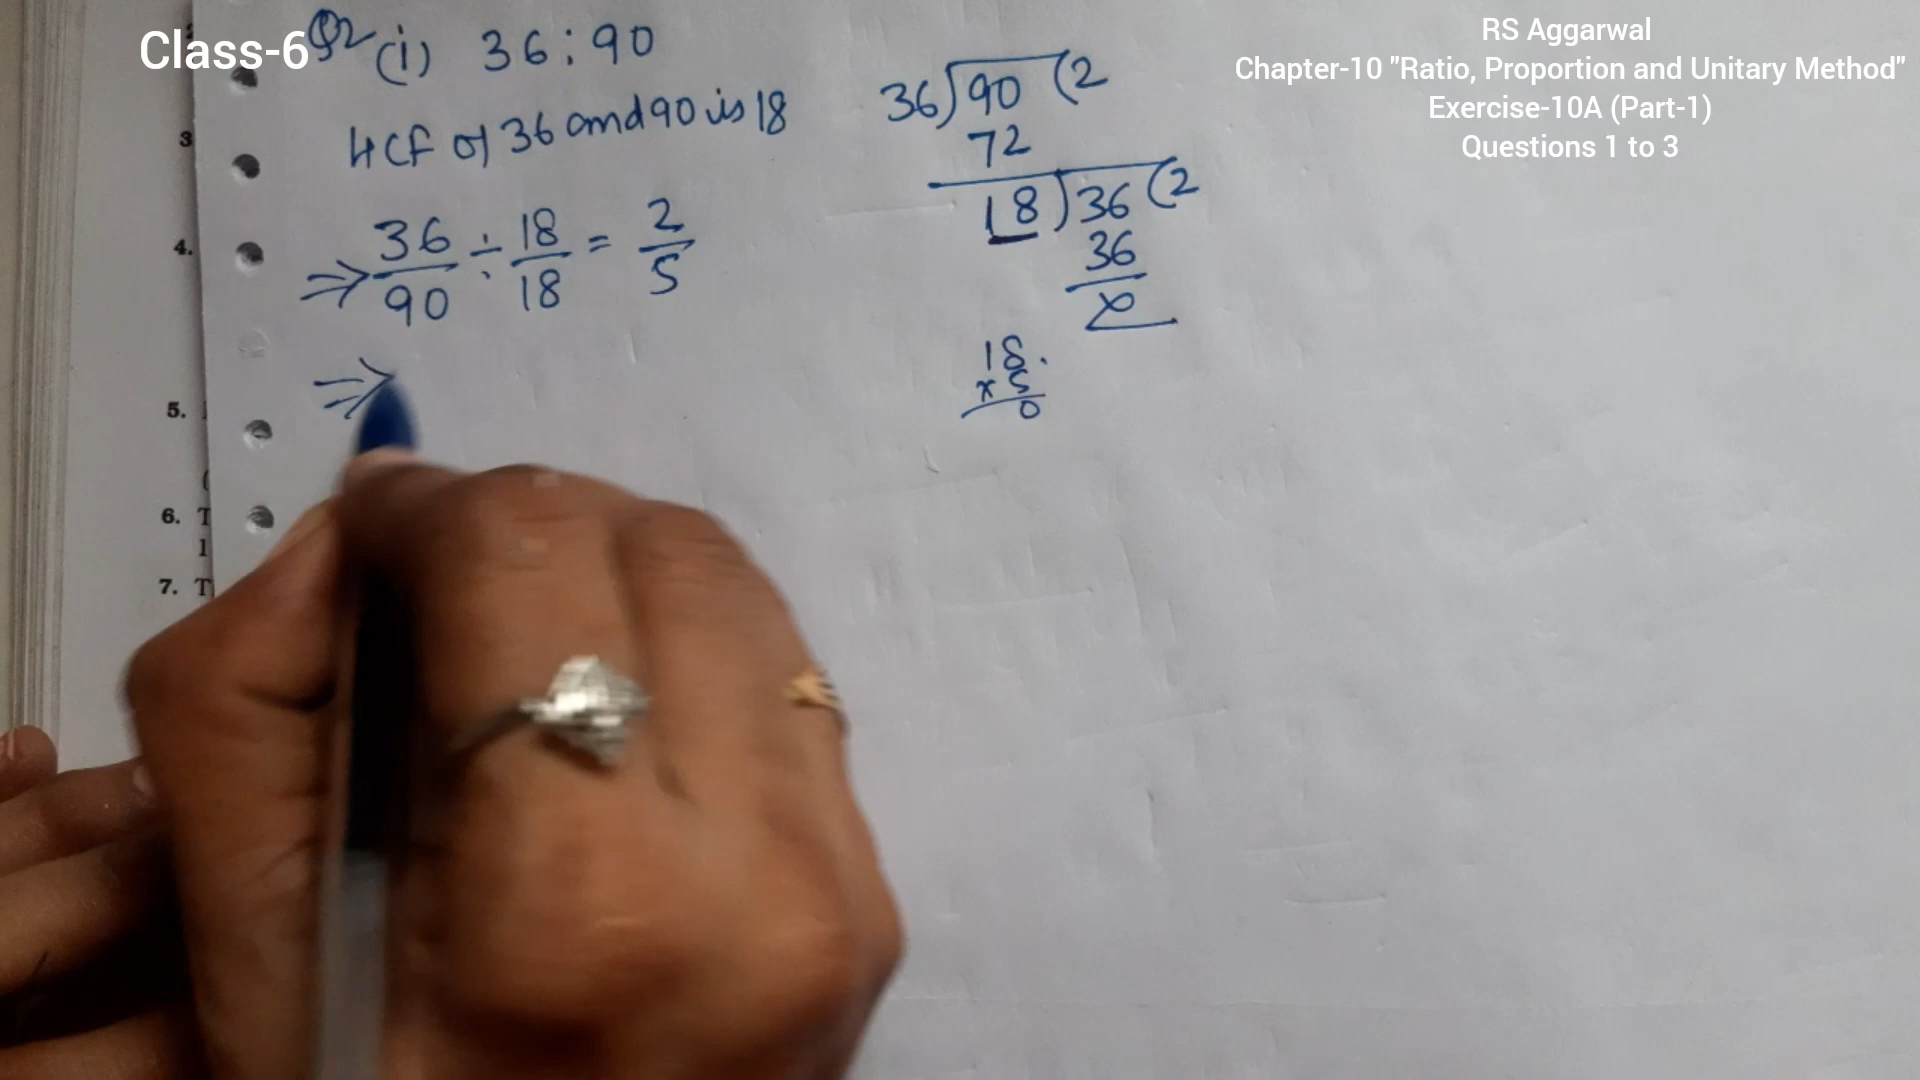 Class-6
RS Aggarwal
Chapter-10 "Ratio, Proportion and Unitary Method"
Exercise-10A (Part-1)
Questions 1 to 3
Q2 (i) 36 : 90
HCF of 36 and 90 is 18
⇒ 36/90 ÷ 18/18 = 2/5
⇒
36)90(2
72
18)36(2
36
x
18.
x 5
0
3
4.
5.
6. T
1
7. T